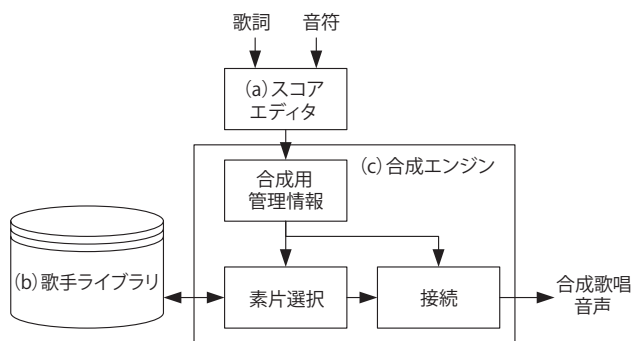 歌詞 音符
(a)スコア
エディタ
(c)合成エンジン
合成用
管理情報
(b)歌手ライブラリ
素片選択
接続
合成歌唱
音声